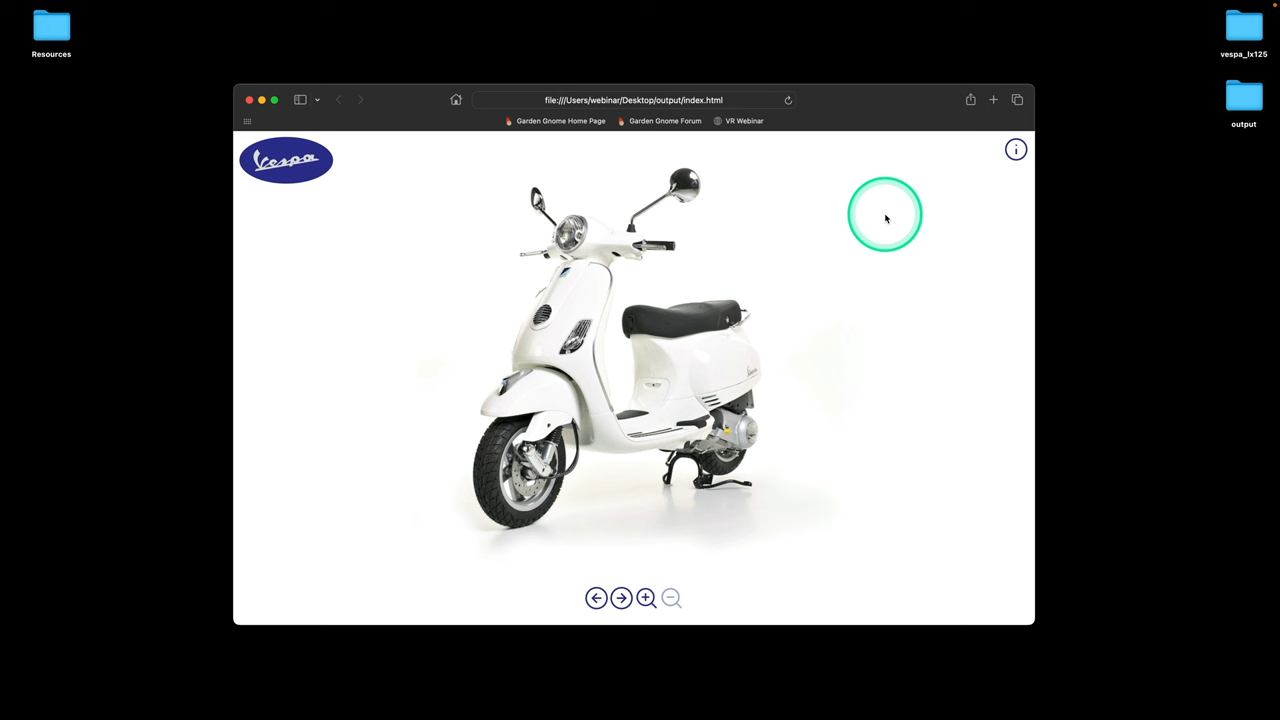 Resources
vespa_lx125
file:///Users/webinar/Desktop/output/index.html
Garden Gnome Home Page
Garden Gnome Forum
VR Webinar
output
Vespa